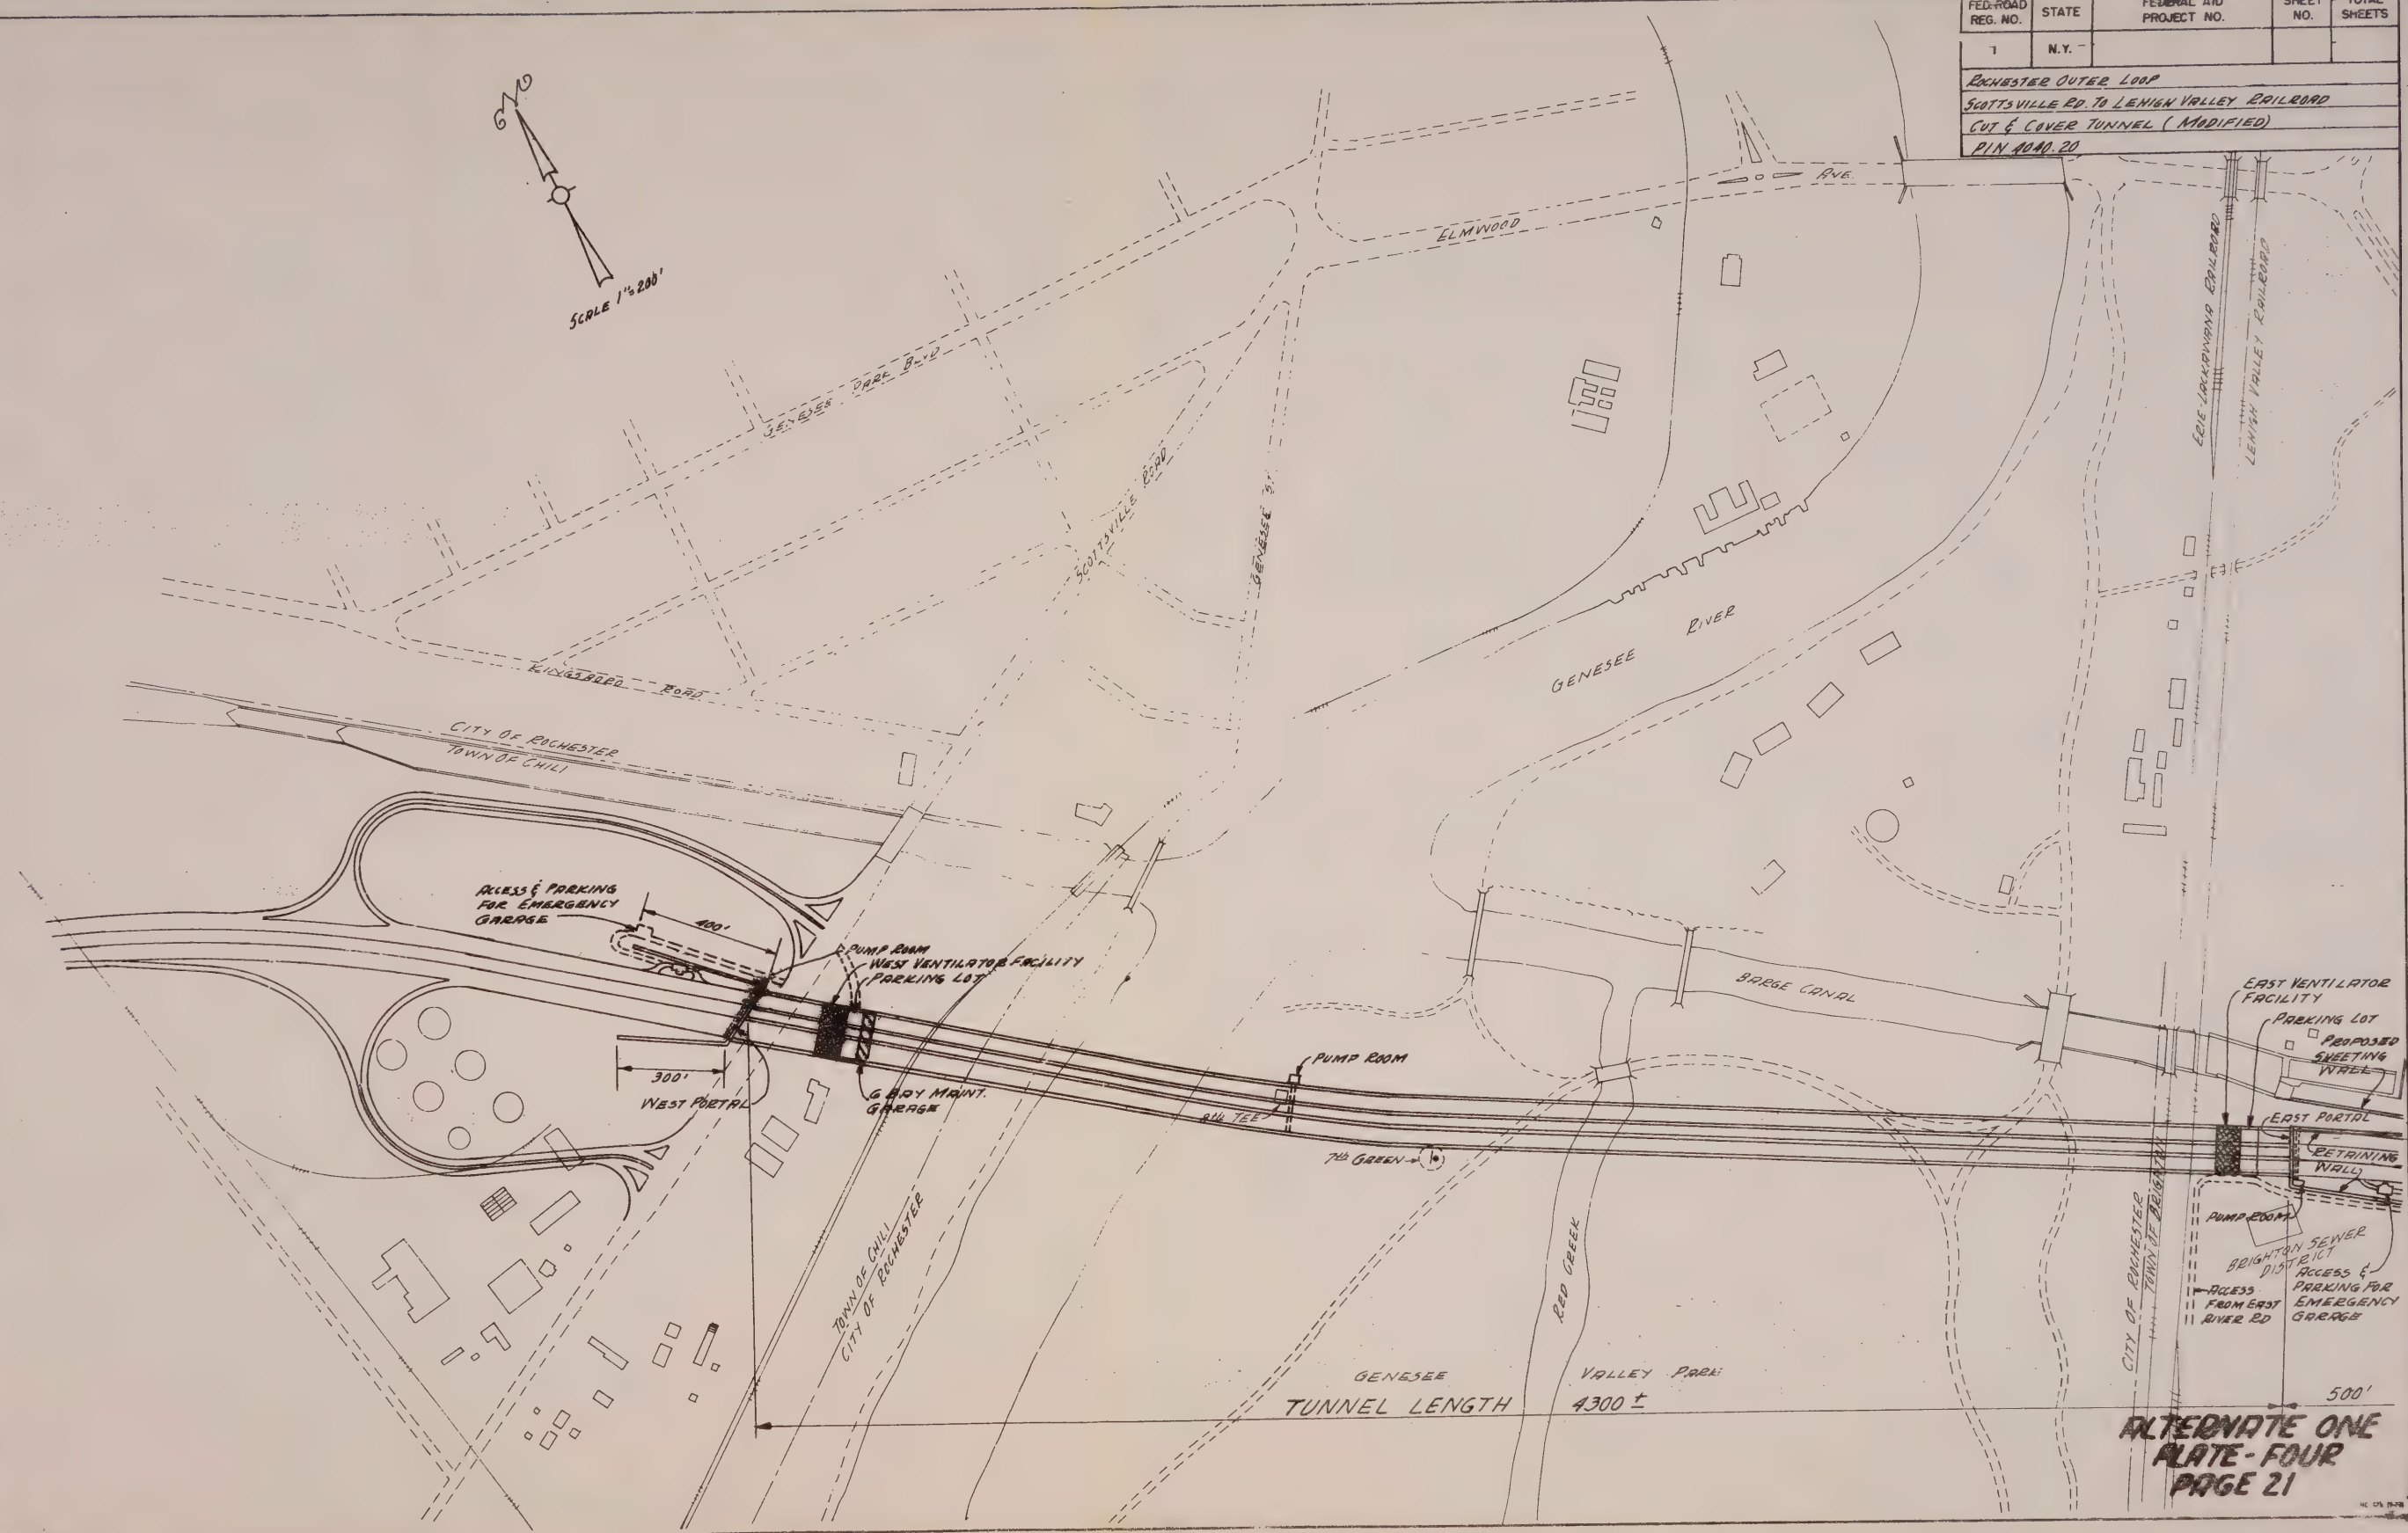 FED. ROAD
REG. NO.
STATE
FEDERAL AID
PROJECT NO.
SHEET
NO.
TOTAL
SHEETS
1
N.Y.
ROCHESTER OUTER LOOP
SCOTTSVILLE RD. TO LEHIGH VALLEY RAILROAD
CUT & COVER TUNNEL ( MODIFIED)
PIN 4040.20
SCALE 1"=200'
ELMWOOD
AVE.
ERIE-LACKAWANA RAILROAD
LEHIGH VALLEY RAILROAD
GENESEE PARK BLVD
SCOTTSVILLE ROAD
GENESEE ST.
GENESEE RIVER
KINGSBORO ROAD
CITY OF ROCHESTER
TOWN OF CHILI
ACCESS & PARKING
FOR EMERGENCY
GARAGE
400'
PUMP ROOM
WEST VENTILATOR FACILITY
PARKING LOT
BARGE CANAL
EAST VENTILATOR
FACILITY
PARKING LOT
PROPOSED
SHEETING
WALL
300'
WEST PORTAL
6 BAY MAINT.
GARAGE
PUMP ROOM
8th TEE
7th GREEN
EAST PORTAL
RETAINING
WALL
PUMP ROOM
BRIGHTON SEWER
DISTRICT
ACCESS
FROM EAST
RIVER RD
ACCESS &
PARKING FOR
EMERGENCY
GARAGE
TOWN OF CHILI
CITY OF ROCHESTER
RED CREEK
CITY OF ROCHESTER
TOWN OF BRIGHTON
GENESEE VALLEY PARK
TUNNEL LENGTH 4300 ±
500'
ALTERNATE ONE
PLATE-FOUR
PAGE 21